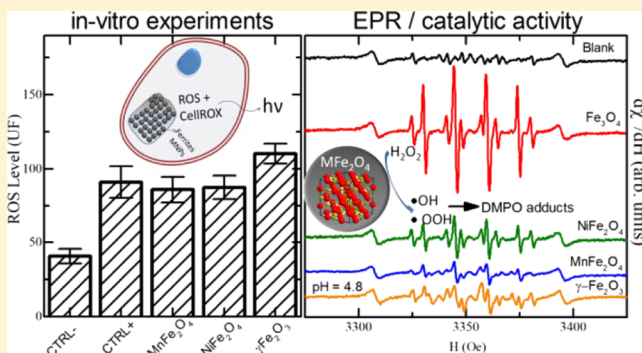 in-vitro experiments
EPR / catalytic activity
ROS Level (UF)
150
100
50
0
ROS +
CellROX
hν
Ferrites
MNPs
CTRL-
CTRL+
MnFe₂O₄
NiFe₂O₄
γFe₂O₃
Blank
Fe₃O₄
H₂O₂
MFe₂O₄
•OH
•OOH
DMPO adducts
NiFe₂O₄
MnFe₂O₄
pH = 4.8
γ–Fe₂O₃
3300
3350
3400
H (Oe)
dχ''/dH (arb. units)